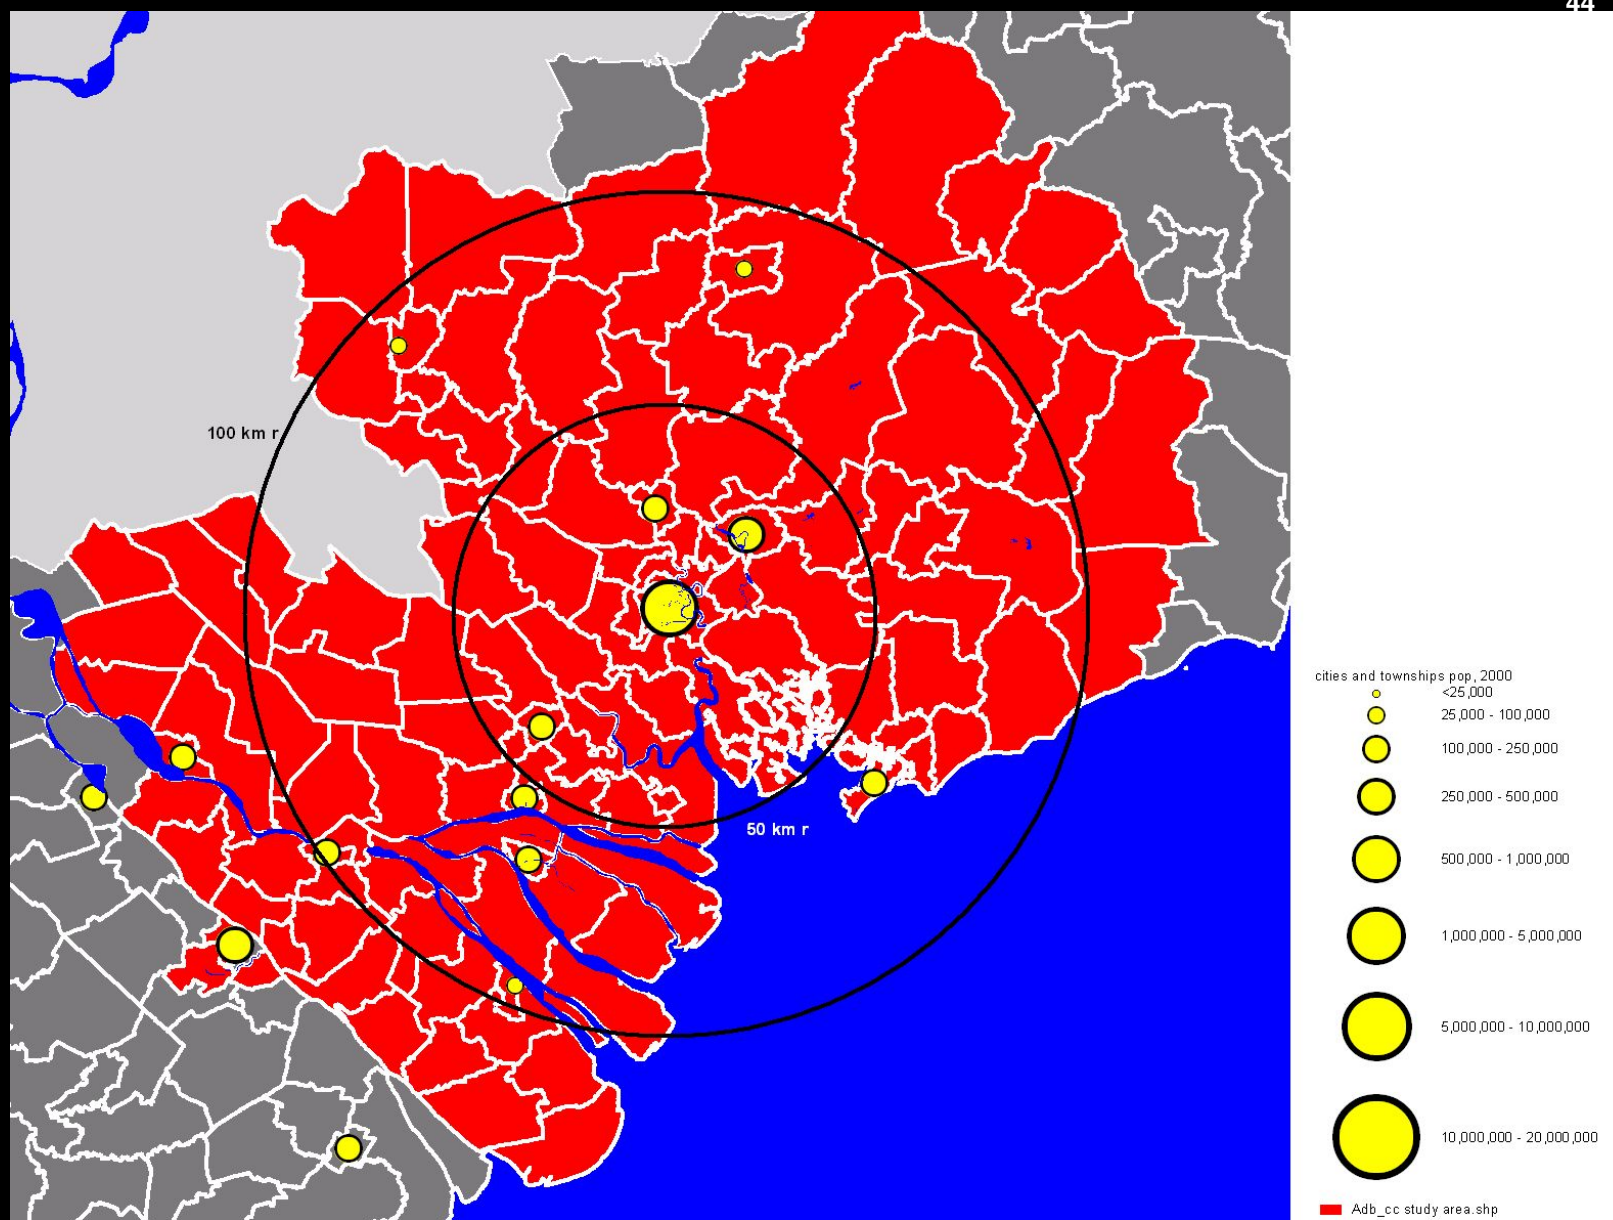 44
100 km r
50 km r
cities and townships pop, 2000
<25,000
25,000 - 100,000
100,000 - 250,000
250,000 - 500,000
500,000 - 1,000,000
1,000,000 - 5,000,000
5,000,000 - 10,000,000
10,000,000 - 20,000,000
Adb_cc study area.shp